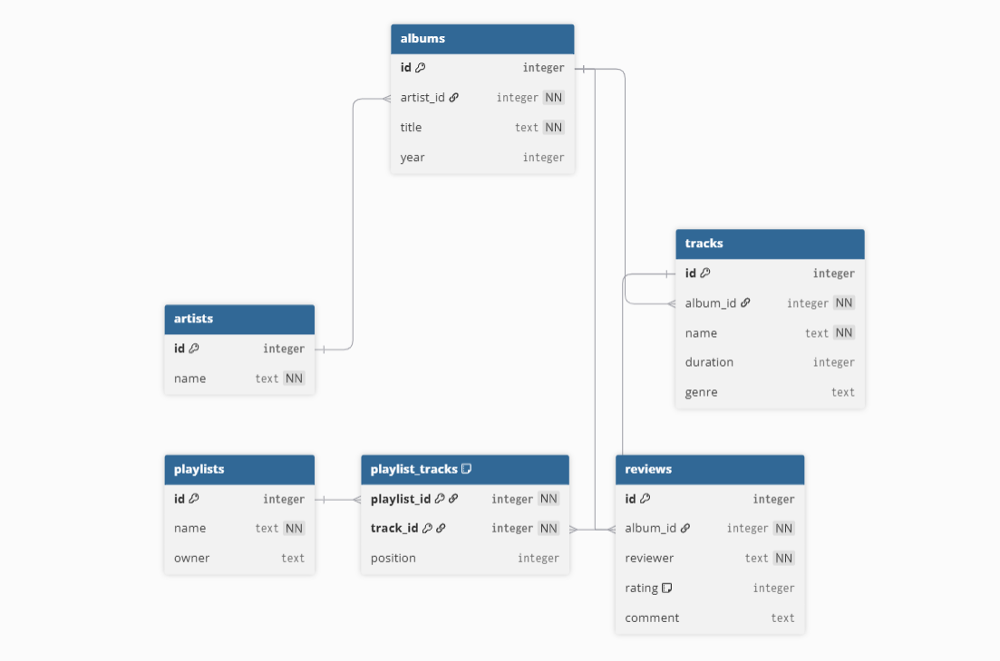 albums
id integer
artist_id integer NN
title text NN
year integer
tracks
id integer
album_id integer NN
name text NN
duration integer
genre text
artists
id integer
name text NN
playlists
id integer
name text NN
owner text
playlist_tracks
playlist_id integer NN
track_id integer NN
position integer
reviews
id integer
album_id integer NN
reviewer text NN
rating integer
comment text